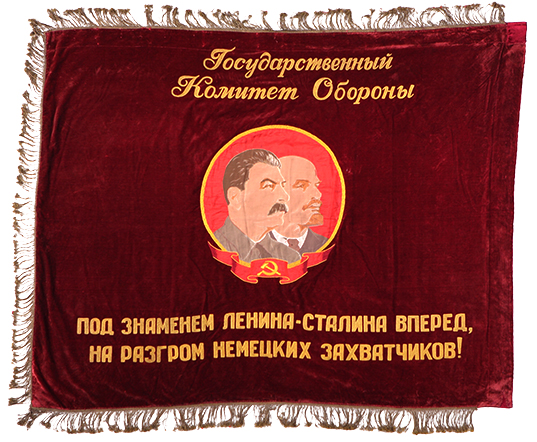 Государственный
Комитет Обороны
ПОД ЗНАМЕНЕМ ЛЕНИНА-СТАЛИНА ВПЕРЕД,
НА РАЗГРОМ НЕМЕЦКИХ ЗАХВАТЧИКОВ!